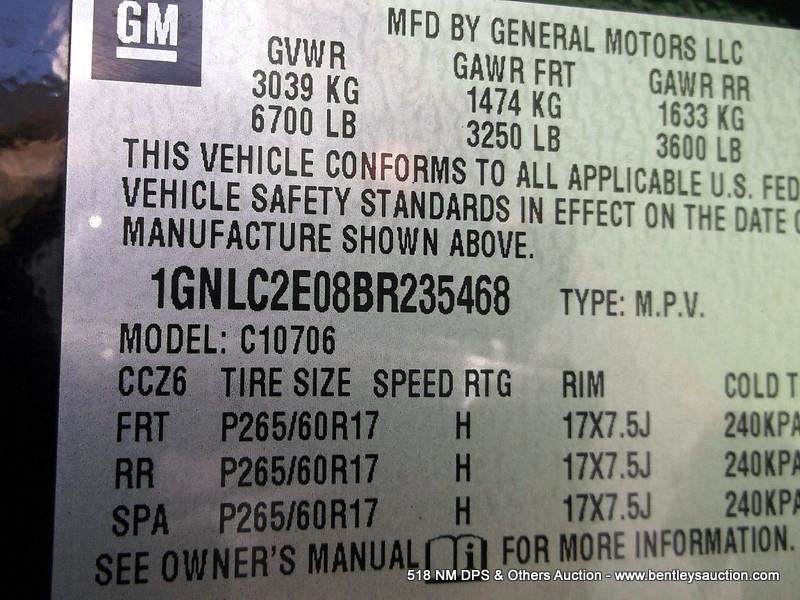 GM
MFD BY GENERAL MOTORS LLC
GVWR GAWR FRT GAWR RR
3039 KG 1474 KG 1633 KG
6700 LB 3250 LB 3600 LB
THIS VEHICLE CONFORMS TO ALL APPLICABLE U.S. FED
VEHICLE SAFETY STANDARDS IN EFFECT ON THE DATE
MANUFACTURE SHOWN ABOVE.
1GNLC2E08BR235468 TYPE: M.P.V.
MODEL: C10706
CCZ6 TIRE SIZE SPEED RTG RIM COLD T
FRT P265/60R17 H 17X7.5J 240KPA
RR P265/60R17 H 17X7.5J 240KPA
SPA P265/60R17 H 17X7.5J 240KPA
SEE OWNER'S MANUAL i FOR MORE INFORMATION.
518 NM DPS & Others Auction - www.bentleysauction.com